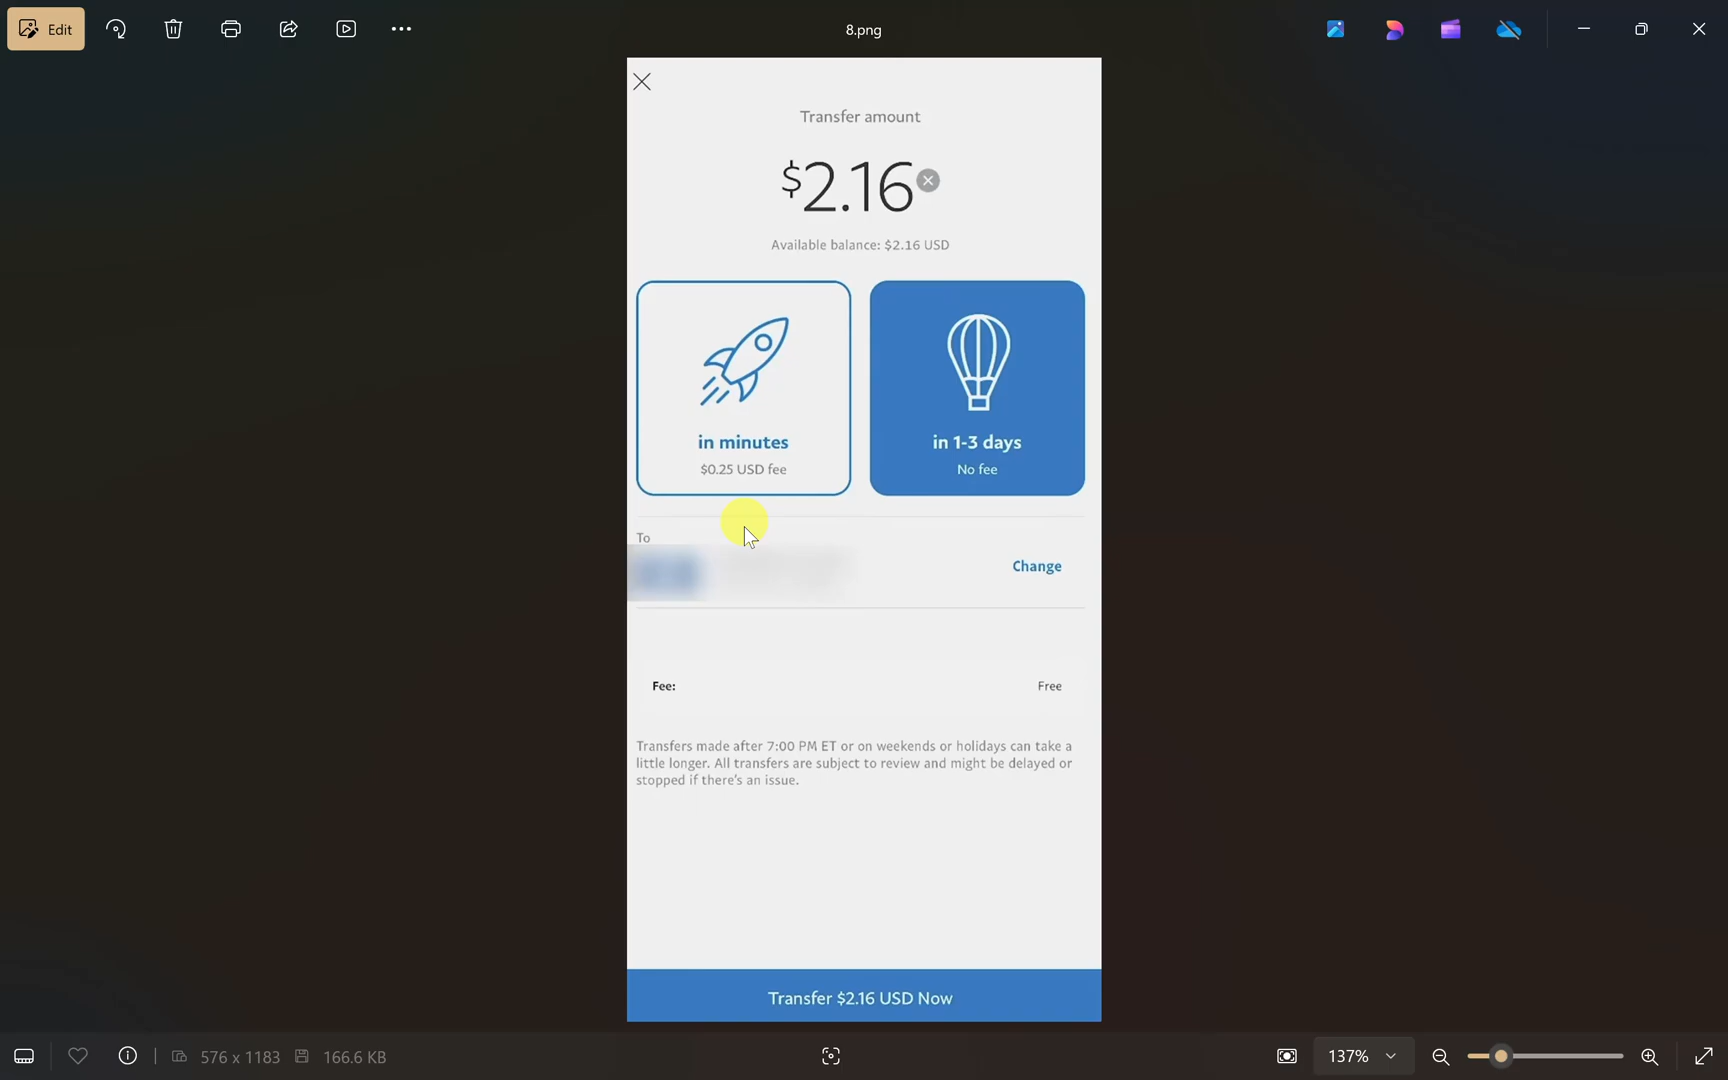 Edit
8.png
Transfer amount
$2.16
Available balance: $2.16 USD
in minutes
$0.25 USD fee
in 1-3 days
No fee
To
Change
Fee:
Free
Transfers made after 7:00 PM ET or on weekends or holidays can take a
little longer. All transfers are subject to review and might be delayed or
stopped if there's an issue.
Transfer $2.16 USD Now
576 x 1183
166.6 KB
137%